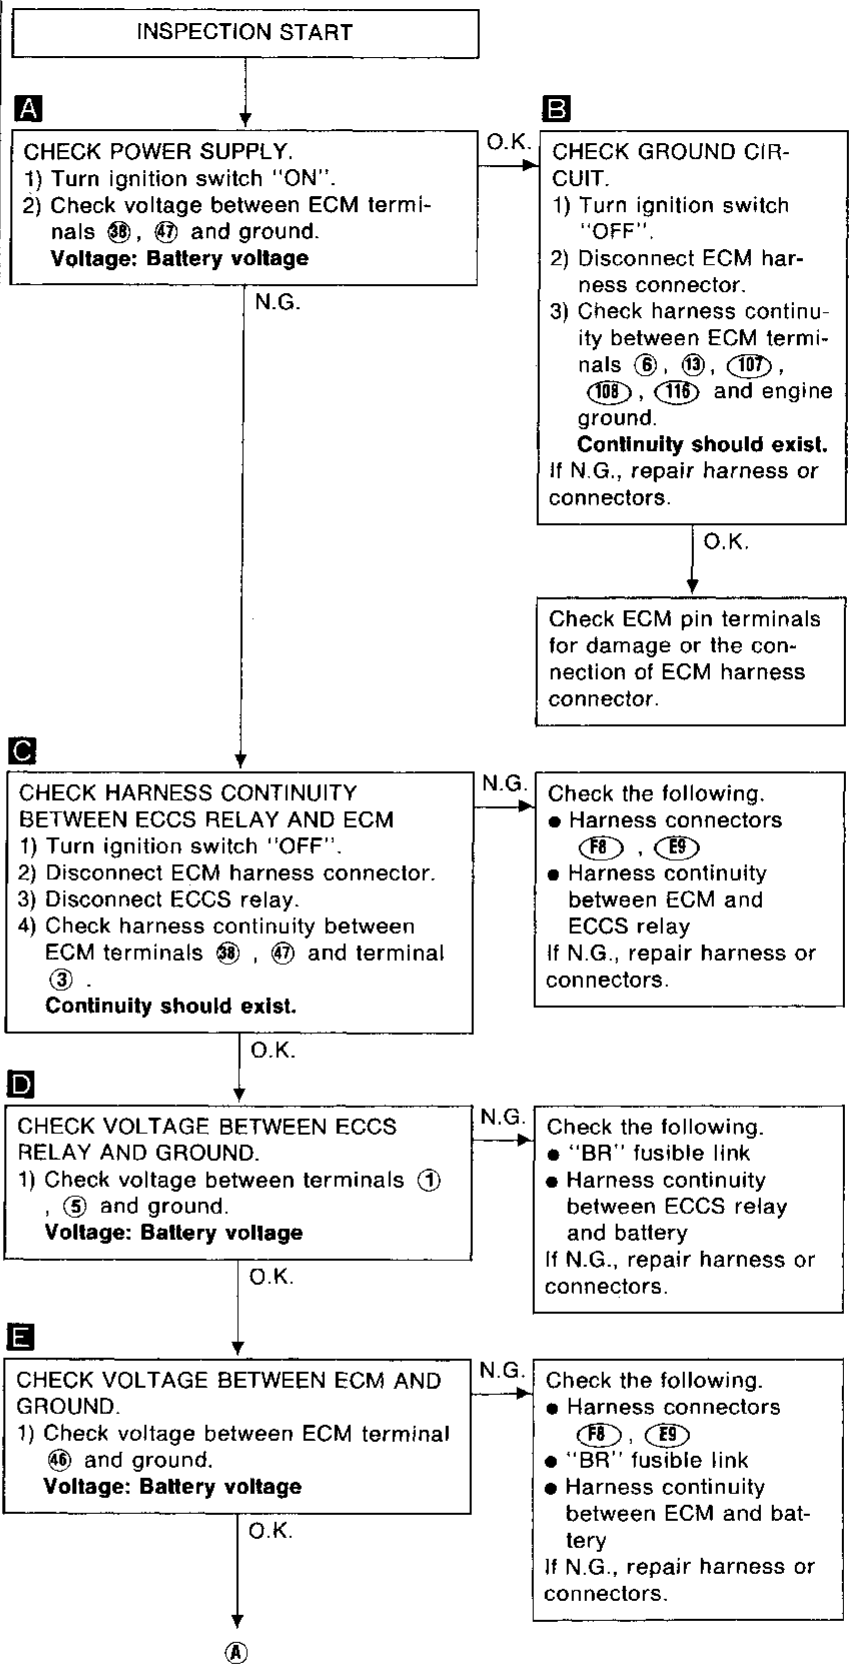 INSPECTION START
A
CHECK POWER SUPPLY.
1) Turn ignition switch "ON".
2) Check voltage between ECM termi-
nals 38, 47 and ground.
Voltage: Battery voltage
O.K.
N.G.
B
CHECK GROUND CIR-
CUIT.
1) Turn ignition switch
"OFF".
2) Disconnect ECM har-
ness connector.
3) Check harness continu-
ity between ECM termi-
nals 6, 13, 107,
108, 116 and engine
ground.
Continuity should exist.
If N.G., repair harness or
connectors.
O.K.
Check ECM pin terminals
for damage or the con-
nection of ECM harness
connector.
C
CHECK HARNESS CONTINUITY
BETWEEN ECCS RELAY AND ECM
1) Turn ignition switch "OFF".
2) Disconnect ECM harness connector.
3) Disconnect ECCS relay.
4) Check harness continuity between
ECM terminals 38 , 47 and terminal
3 .
Continuity should exist.
N.G.
Check the following.
● Harness connectors
F8 , E9
● Harness continuity
between ECM and
ECCS relay
If N.G., repair harness or
connectors.
O.K.
D
CHECK VOLTAGE BETWEEN ECCS
RELAY AND GROUND.
1) Check voltage between terminals 1
, 5 and ground.
Voltage: Battery voltage
N.G.
Check the following.
● "BR" fusible link
● Harness continuity
between ECCS relay
and battery
If N.G., repair harness or
connectors.
O.K.
E
CHECK VOLTAGE BETWEEN ECM AND
GROUND.
1) Check voltage between ECM terminal
46 and ground.
Voltage: Battery voltage
N.G.
Check the following.
● Harness connectors
F8 , E9
● "BR" fusible link
● Harness continuity
between ECM and bat-
tery
If N.G., repair harness or
connectors.
O.K.
A